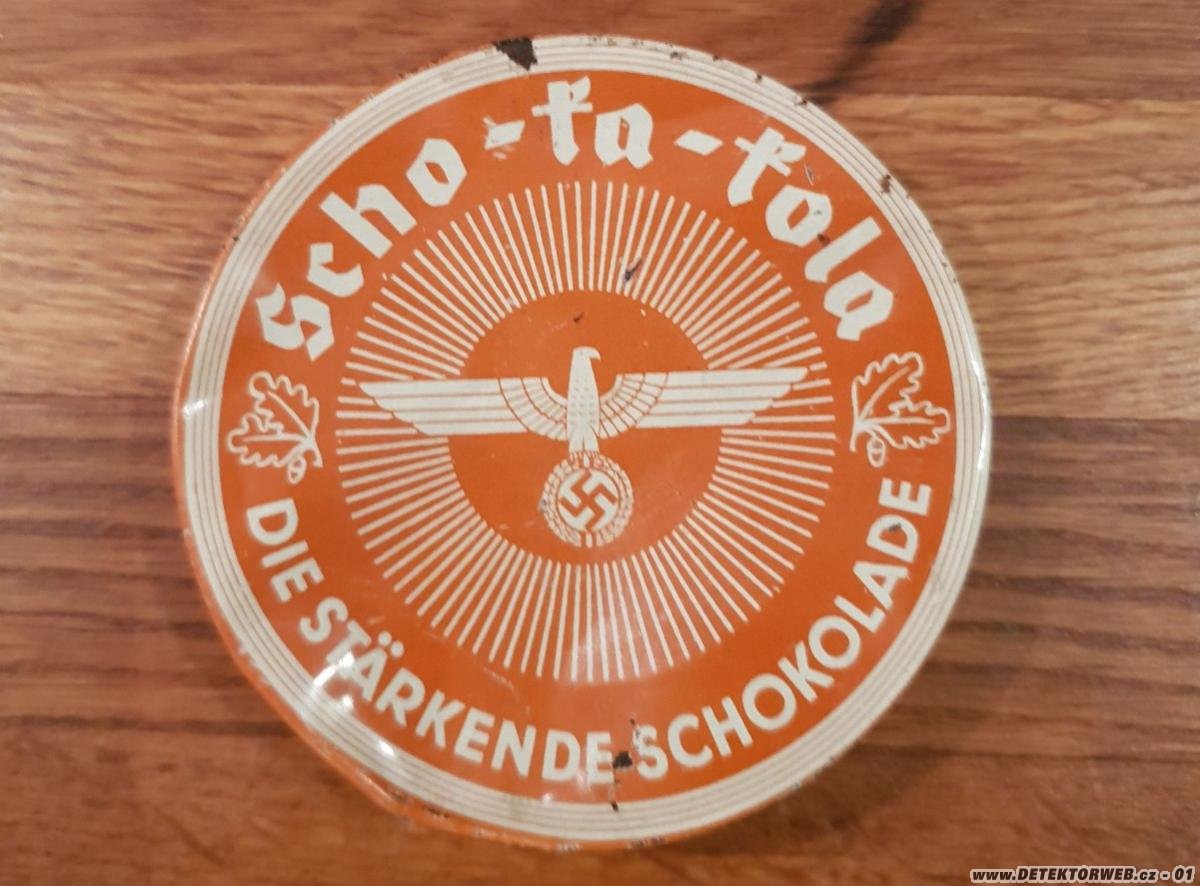 Scho-ka-kola
DIE STÄRKENDE SCHOKOLADE
www.DETEKTORWEB.cz - 01